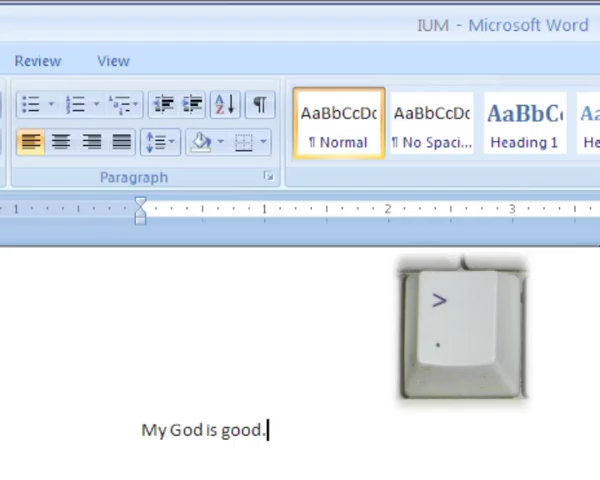 IUM - Microsoft Word
Review View
AaBbCcDc AaBbCcDc AaBbC
¶ Normal ¶ No Spaci... Heading 1
Paragraph
1 1 2 3
>
.
My God is good.